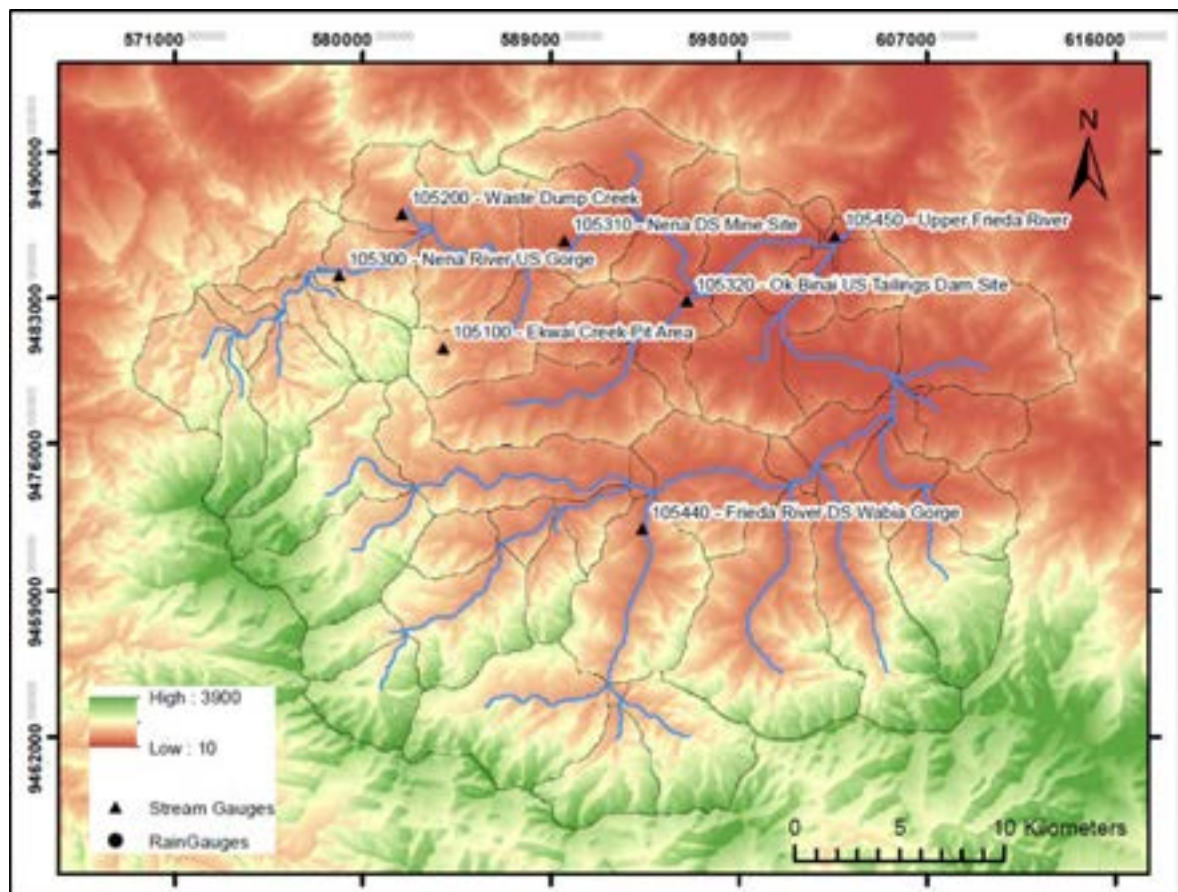 571000 580000 589000 598000 607000 616000
N
9490000
9483000
9476000
9469000
9462000
105200 - Waste Dump Creek
105310 - Nena DS Mine Site
105450 - Upper Frieda River
105300 - Nena River US Gorge
105320 - Ok Binai US Tailings Dam Site
105100 - Ekwai Creek Pit Area
105440 - Frieda River DS Wabia Gorge
High : 3900
Low : 10
Stream Gauges
RainGauges
0 5 10 Kilometers